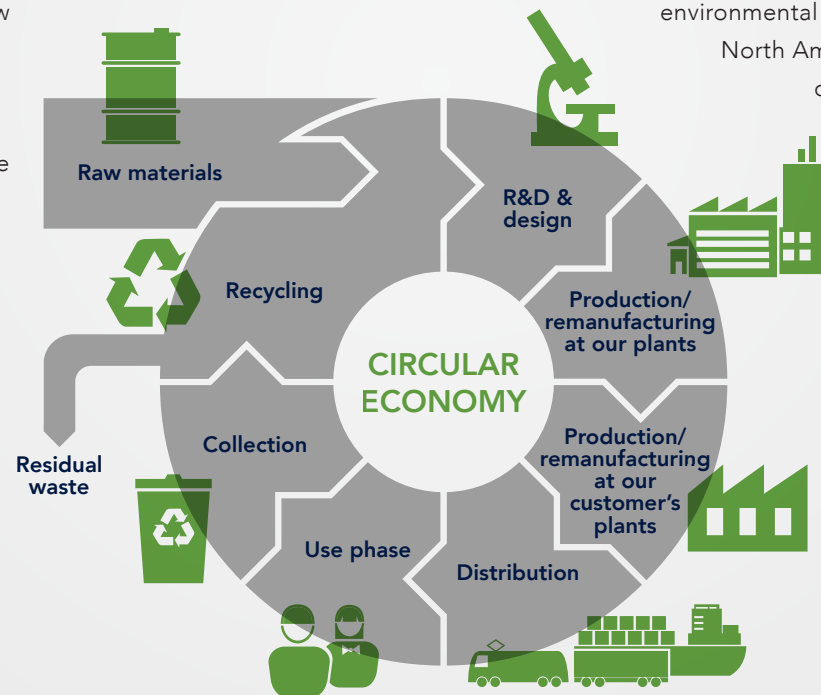 w
environmental
North Am
e
Raw materials
R&D &
design
Recycling
Production/
remanufacturing
at our plants
CIRCULAR
ECONOMY
Production/
remanufacturing
at our
customer's
plants
Collection
Residual
waste
Use phase
Distribution